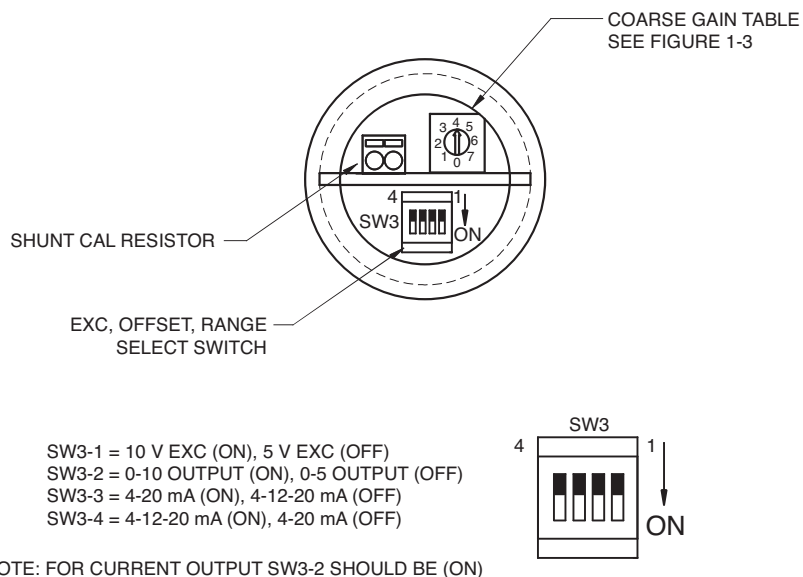 COARSE GAIN TABLE
SEE FIGURE 1-3
3 4 5
2 6
1 0 7
4 1
SW3
ON
SHUNT CAL RESISTOR
EXC, OFFSET, RANGE
SELECT SWITCH
SW3
4 1
SW3-1 = 10 V EXC (ON), 5 V EXC (OFF)
SW3-2 = 0-10 OUTPUT (ON), 0-5 OUTPUT (OFF)
SW3-3 = 4-20 mA (ON), 4-12-20 mA (OFF)
SW3-4 = 4-12-20 mA (ON), 4-20 mA (OFF)
ON
OTE: FOR CURRENT OUTPUT SW3-2 SHOULD BE (ON)